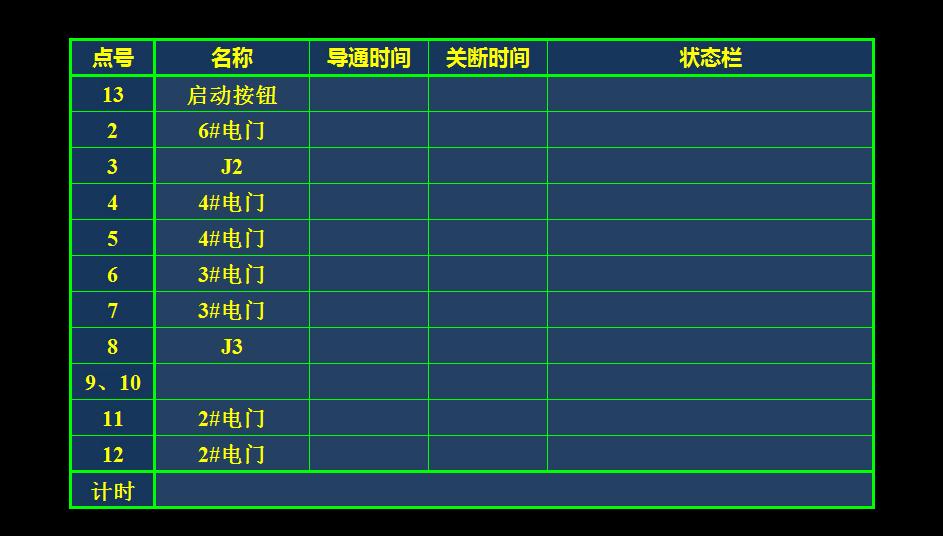 点号 名称 导通时间 关断时间 状态栏
13 启动按钮
2 6#电门
3 J2
4 4#电门
5 4#电门
6 3#电门
7 3#电门
8 J3
9、10
11 2#电门
12 2#电门
计时